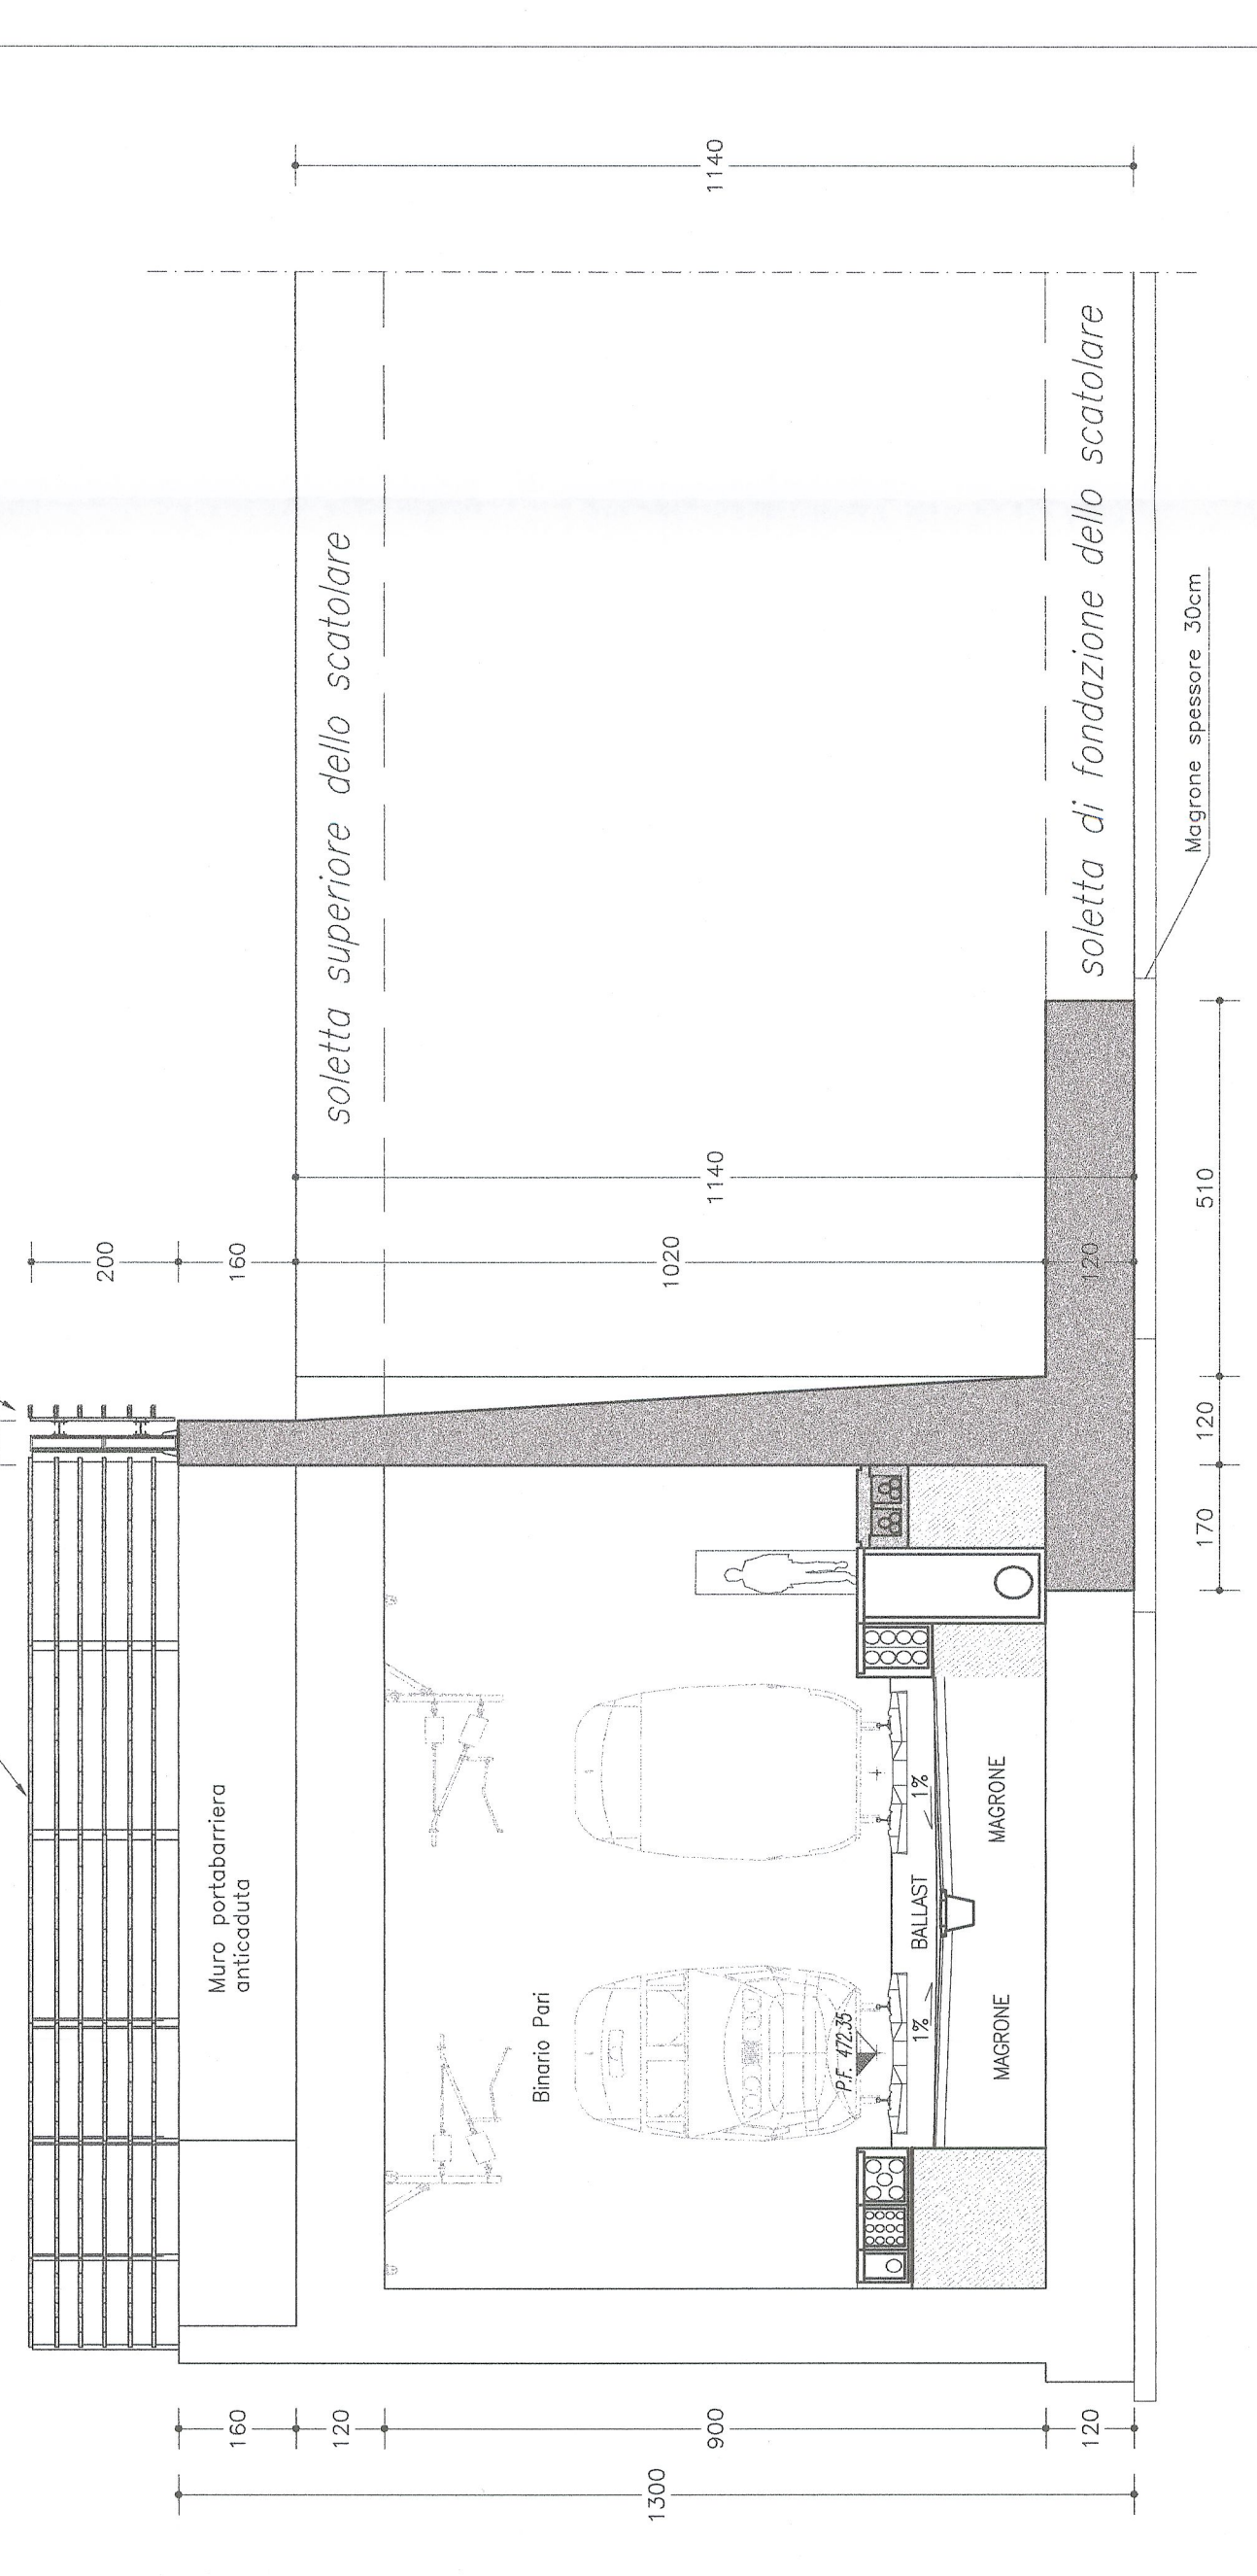 200
160
1020
1140
120
1140
soletta superiore dello scatolare
soletta di fondazione dello scatolare
Magrone spessore 30cm
Muro portabarriera
anticaduta
Binario Pari
P.F. 472.35
1%
1%
BALLAST
MAGRONE
MAGRONE
160
120
900
120
1300
170
120
510